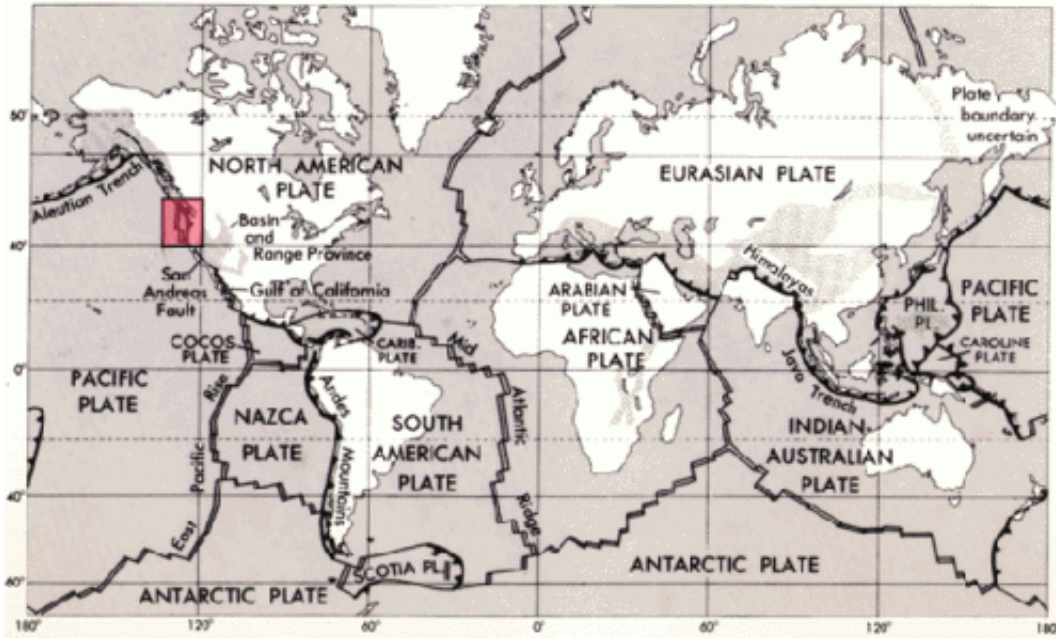 Plate
boundary
uncertain
60°
NORTH AMERICAN
PLATE
EURASIAN PLATE
Aleutian Trench
Basin
and
Range Province
40°
San
Andreas
Fault
Gulf of California
Himalayas
ARABIAN
PLATE
PHIL.
PL.
PACIFIC
PLATE
COCOS
PLATE
CARIB.
PLATE
Mid
Atlantic
Ridge
AFRICAN
PLATE
CAROLINE
PLATE
0°
PACIFIC
PLATE
East
Pacific
Rise
Andes
Mountains
Java Trench
NAZCA
PLATE
SOUTH
AMERICAN
PLATE
INDIAN
AUSTRALIAN
PLATE
40°
SCOTIA PL.
ANTARCTIC PLATE
60°
ANTARCTIC PLATE
180°
120°
60°
0°
60°
120°
180°